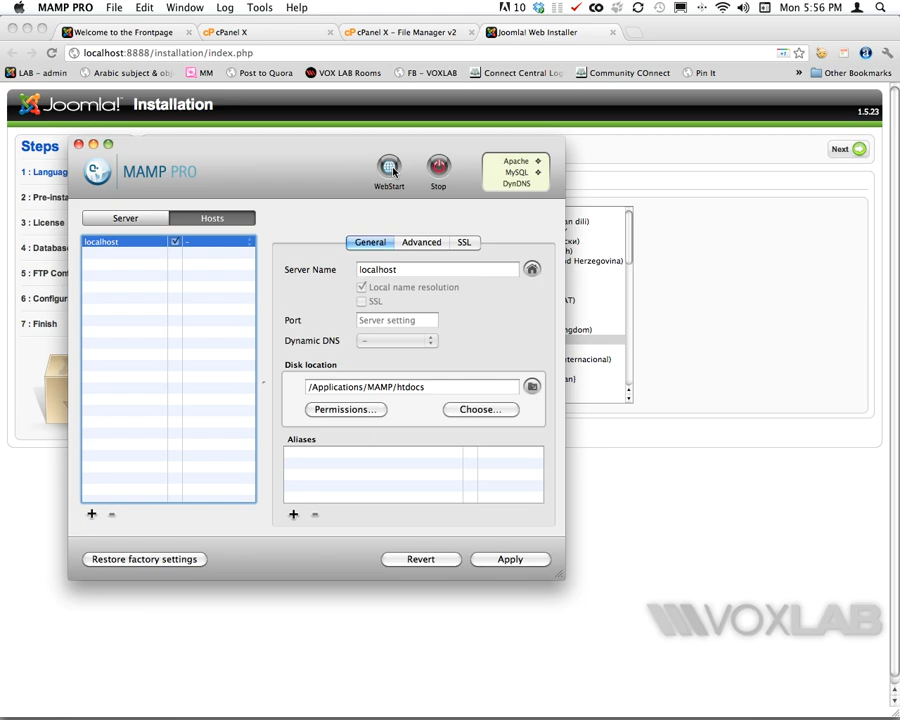 MAMP PRO File Edit Window Log Tools Help 10 Mon 5:56 PM
Welcome to the Frontpage cPanel X cPanel X - File Manager v2 Joomla! Web Installer
localhost:8888/installation/index.php
LAB - admin Arabic subject & obj MM Post to Quora VOX LAB Rooms FB - VOXLAB Connect Central Log Community COnnect Pin It » Other Bookmarks
Joomla! Installation
1.5.23
Steps
Next
1 : Languag
2 : Pre-insta
3 : License
4 : Databas
5 : FTP Conf
6 : Configur
7 : Finish
MAMP PRO
WebStart
Stop
Apache
MySQL
DynDNS
Server
Hosts
localhost –
General Advanced SSL
Server Name localhost
Local name resolution
SSL
Port Server setting
Dynamic DNS –
Disk location
/Applications/MAMP/htdocs
Permissions... Choose...
Aliases
+ –
+ –
Restore factory settings Revert Apply
an dili)
ски)
h)
nd Herzegovina)
AT)
ngdom)
nternacional)
an}
VOXLAB